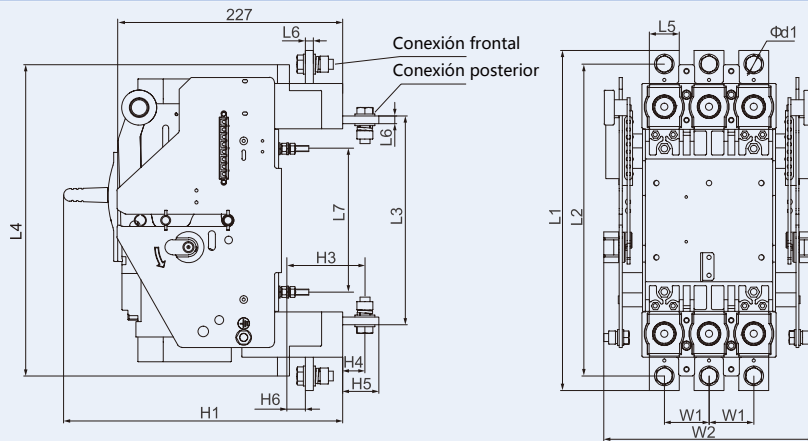 227
L6
Conexión frontal
Conexión posterior
L6
L4
L7
L3
H3
H4
H5
H6
H1
L5
Φd1
L1
L2
W1
W1
W2